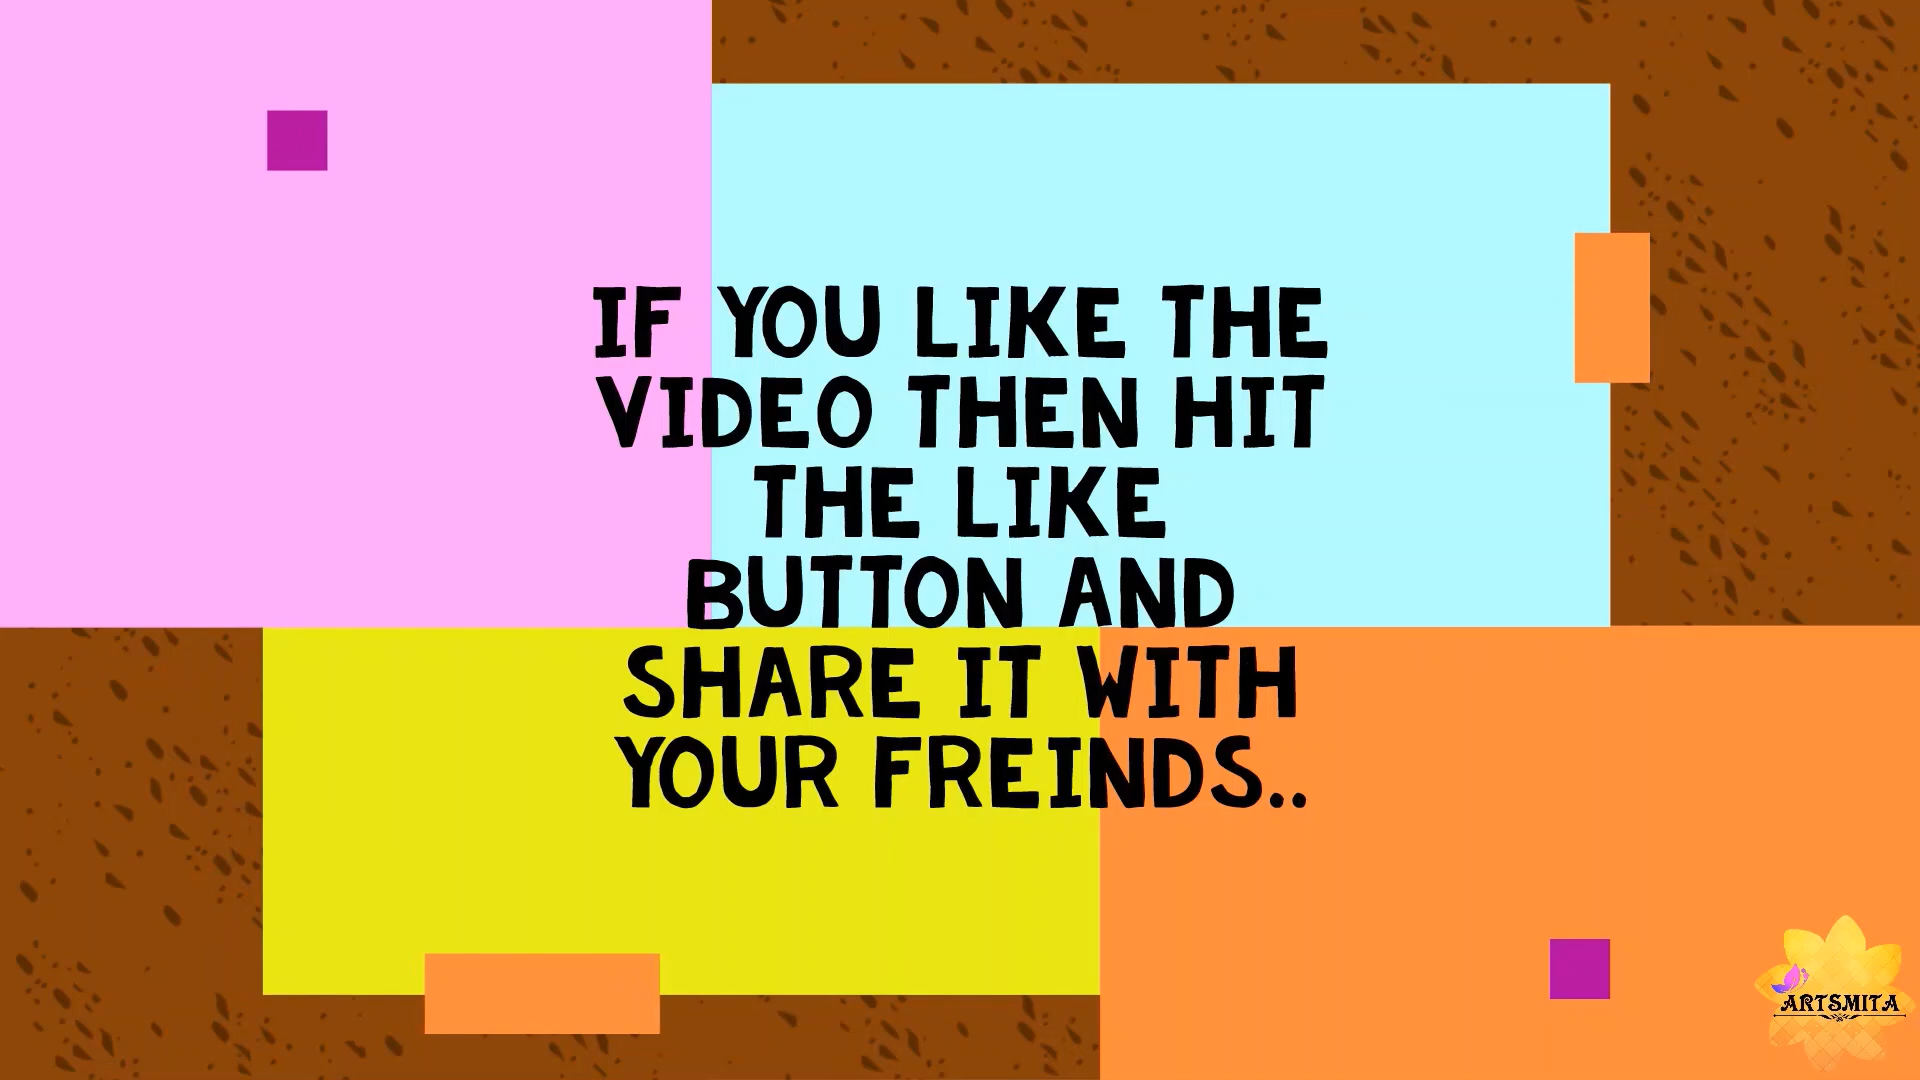 IF YOU LIKE THE
VIDEO THEN HIT
THE LIKE
BUTTON AND
SHARE IT WITH
YOUR FREINDS..
ARTSMITA